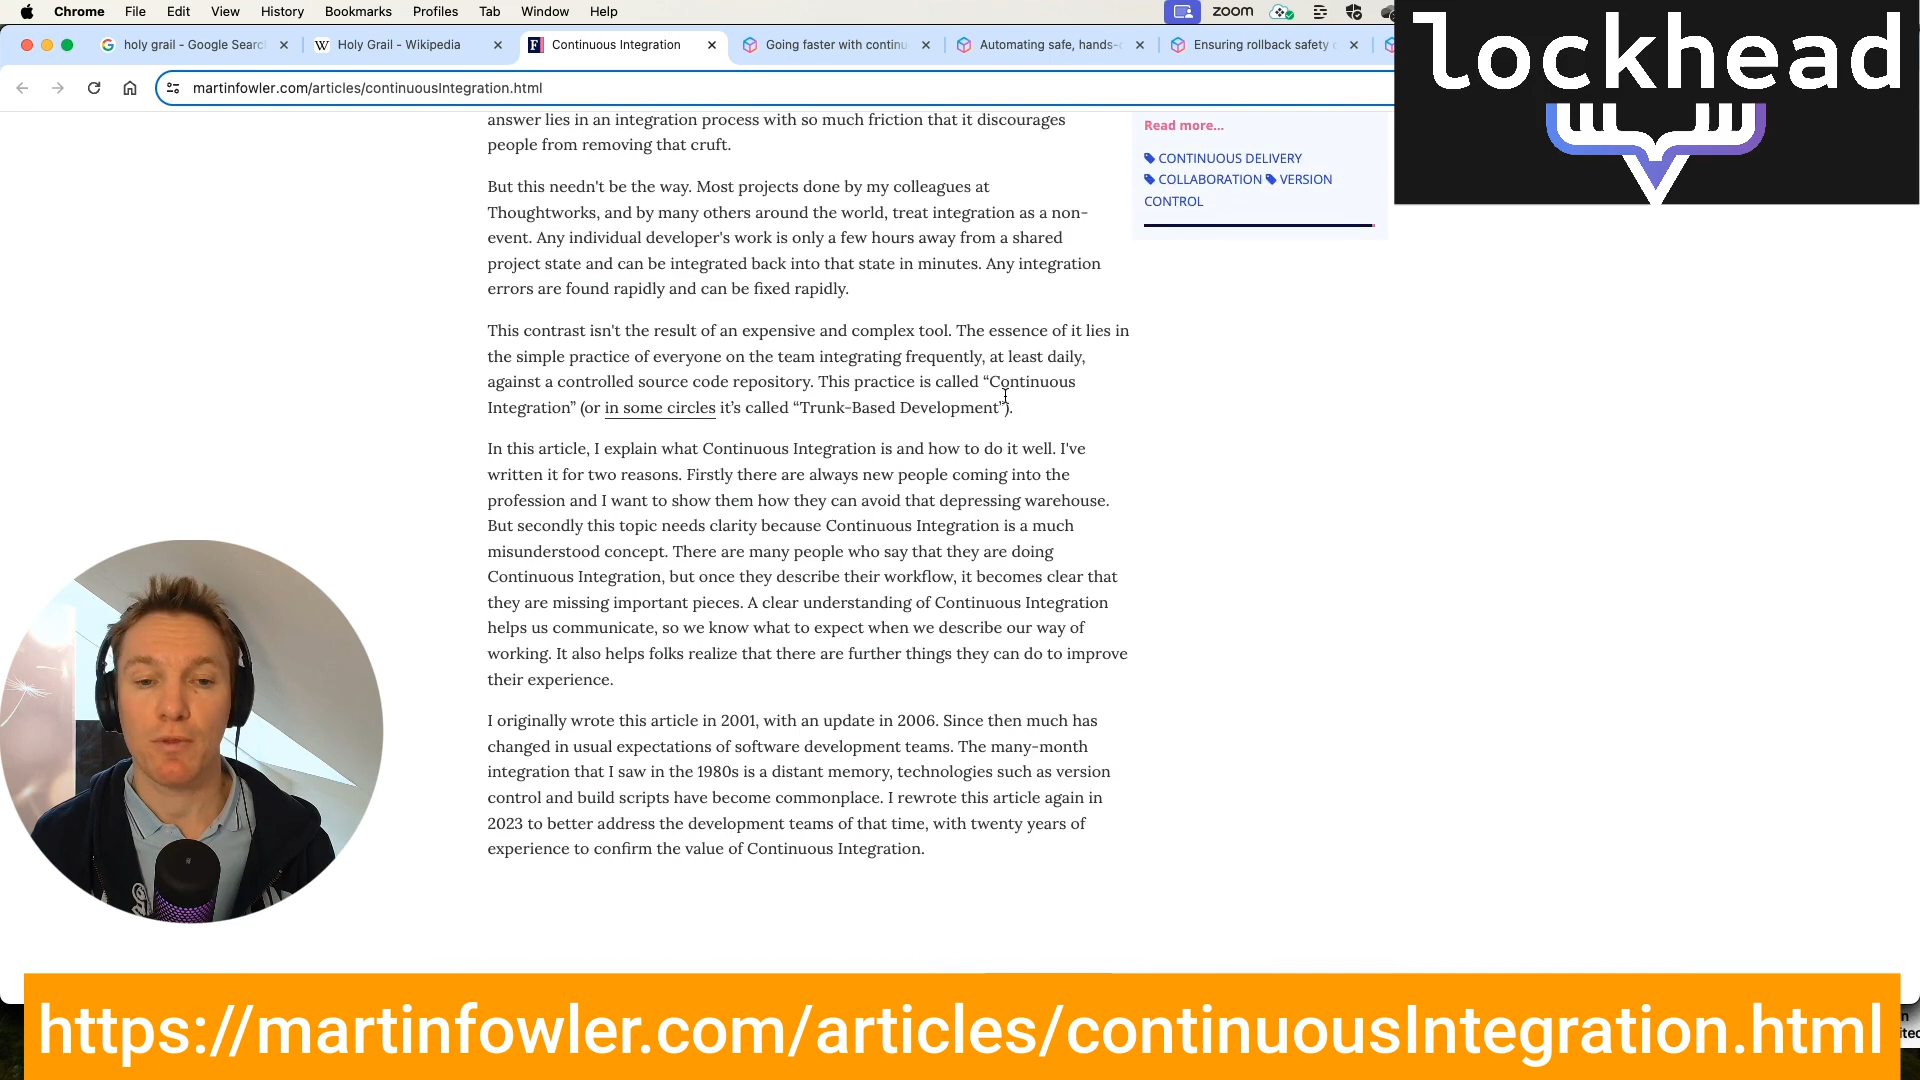 Chrome File Edit View History Bookmarks Profiles Tab Window Help zoom
holy grail - Google Searc
Holy Grail - Wikipedia
Continuous Integration
Going faster with continu
Automating safe, hands-
Ensuring rollback safety
martinfowler.com/articles/continuousIntegration.html
lockhead
answer lies in an integration process with so much friction that it discourages
people from removing that cruft.
But this needn't be the way. Most projects done by my colleagues at
Thoughtworks, and by many others around the world, treat integration as a non-
event. Any individual developer's work is only a few hours away from a shared
project state and can be integrated back into that state in minutes. Any integration
errors are found rapidly and can be fixed rapidly.
This contrast isn't the result of an expensive and complex tool. The essence of it lies in
the simple practice of everyone on the team integrating frequently, at least daily,
against a controlled source code repository. This practice is called “Continuous
Integration” (or in some circles it’s called “Trunk-Based Development”).
In this article, I explain what Continuous Integration is and how to do it well. I've
written it for two reasons. Firstly there are always new people coming into the
profession and I want to show them how they can avoid that depressing warehouse.
But secondly this topic needs clarity because Continuous Integration is a much
misunderstood concept. There are many people who say that they are doing
Continuous Integration, but once they describe their workflow, it becomes clear that
they are missing important pieces. A clear understanding of Continuous Integration
helps us communicate, so we know what to expect when we describe our way of
working. It also helps folks realize that there are further things they can do to improve
their experience.
I originally wrote this article in 2001, with an update in 2006. Since then much has
changed in usual expectations of software development teams. The many-month
integration that I saw in the 1980s is a distant memory, technologies such as version
control and build scripts have become commonplace. I rewrote this article again in
2023 to better address the development teams of that time, with twenty years of
experience to confirm the value of Continuous Integration.
Read more...
CONTINUOUS DELIVERY
COLLABORATION VERSION
CONTROL
https://martinfowler.com/articles/continuousIntegration.html